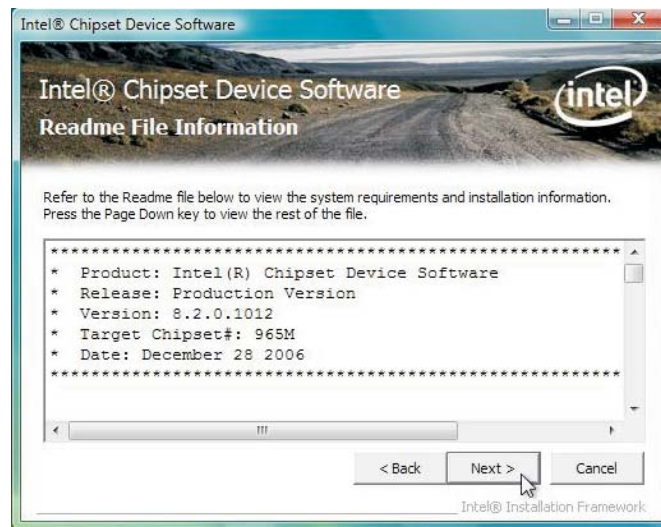 Intel® Chipset Device Software
Intel® Chipset Device Software
intel
Readme File Information
Refer to the Readme file below to view the system requirements and installation information.
Press the Page Down key to view the rest of the file.
************************************************************
* Product: Intel(R) Chipset Device Software
* Release: Production Version
* Version: 8.2.0.1012
* Target Chipset#: 965M
* Date: December 28 2006
************************************************************
< Back
Next >
Cancel
Intel® Installation Framework